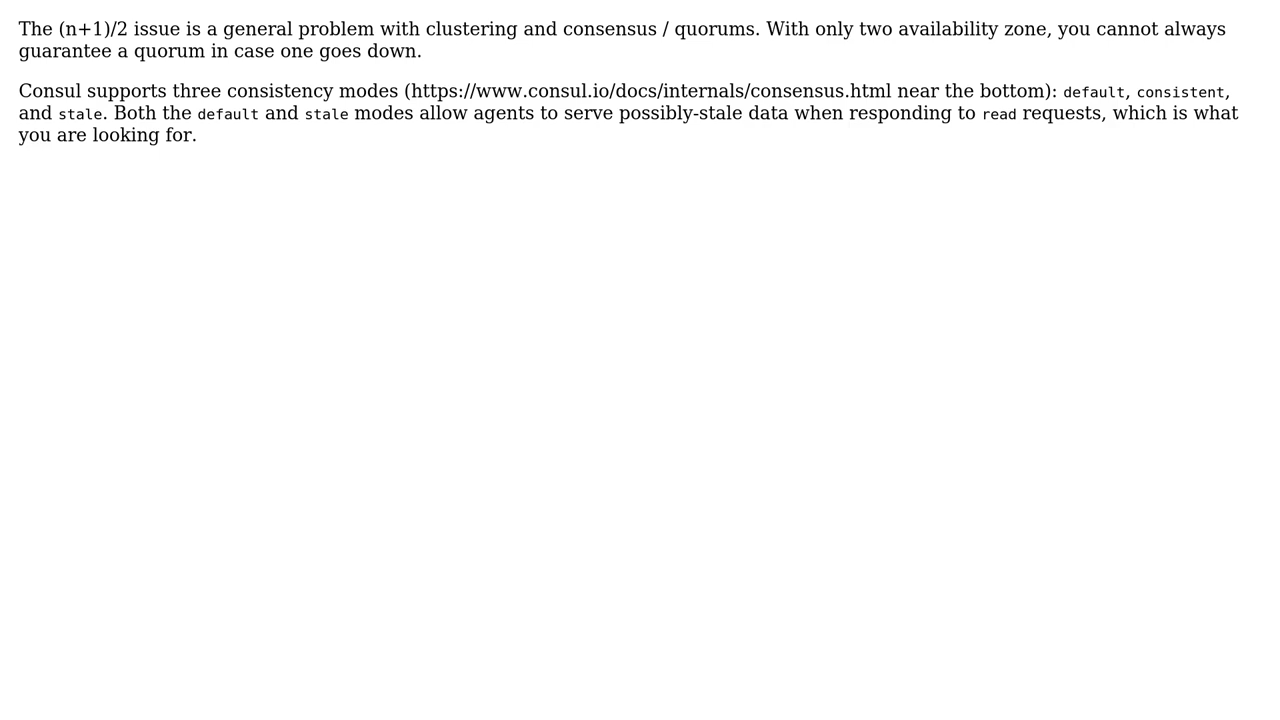 The (n+1)/2 issue is a general problem with clustering and consensus / quorums. With only two availability zone, you cannot always
guarantee a quorum in case one goes down.
Consul supports three consistency modes (https://www.consul.io/docs/internals/consensus.html near the bottom): default, consistent,
and stale. Both the default and stale modes allow agents to serve possibly-stale data when responding to read requests, which is what
you are looking for.